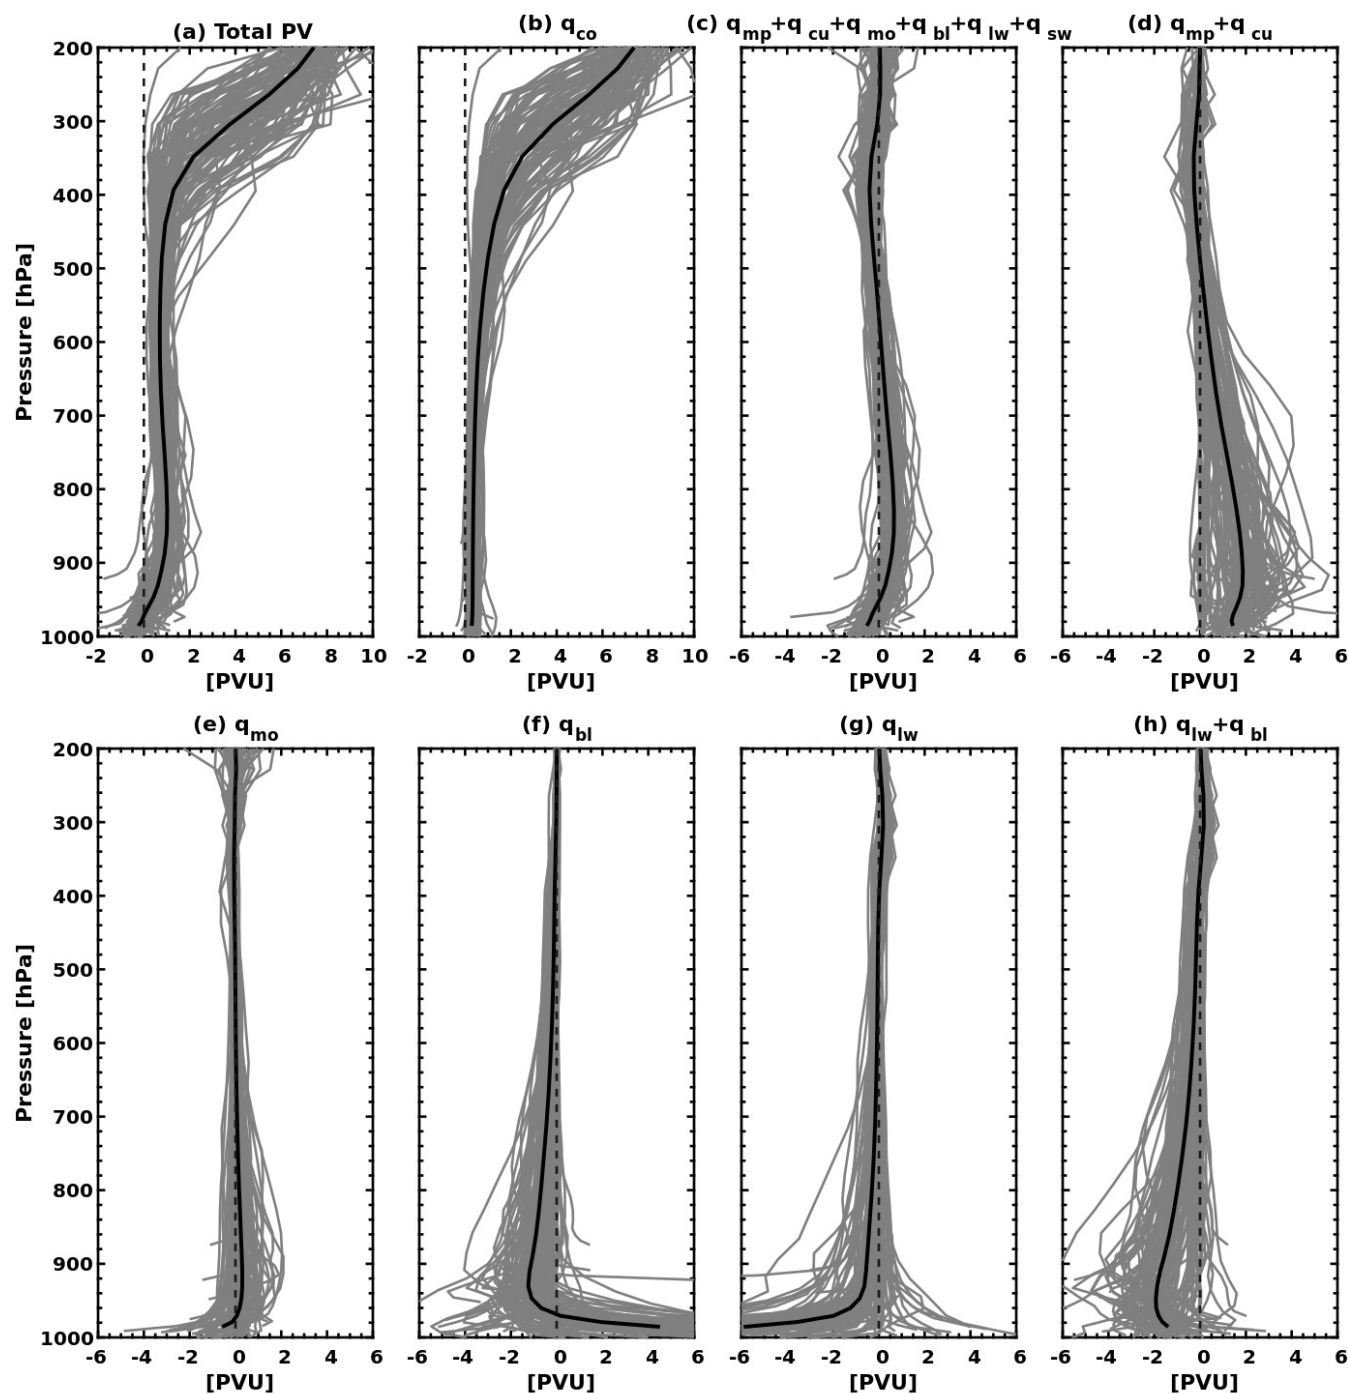 (a) Total PV
(b) q_co
(c) q_mp+q_cu+q_mo+q_bl+q_lw+q_sw
(d) q_mp+q_cu
200
300
400
500
600
700
800
900
1000
Pressure [hPa]
-2 0 2 4 6 8 10
-2 0 2 4 6 8 10
-6 -4 -2 0 2 4 6
-6 -4 -2 0 2 4 6
[PVU] [PVU] [PVU] [PVU]
(e) q_mo
(f) q_bl
(g) q_lw
(h) q_lw+q_bl
200
300
400
500
600
700
800
900
1000
Pressure [hPa]
-6 -4 -2 0 2 4 6
-6 -4 -2 0 2 4 6
-6 -4 -2 0 2 4 6
-6 -4 -2 0 2 4 6
[PVU] [PVU] [PVU] [PVU]